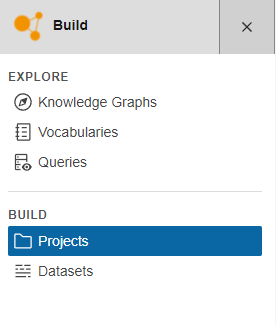 Build
EXPLORE
Knowledge Graphs
Vocabularies
Queries
BUILD
Projects
Datasets